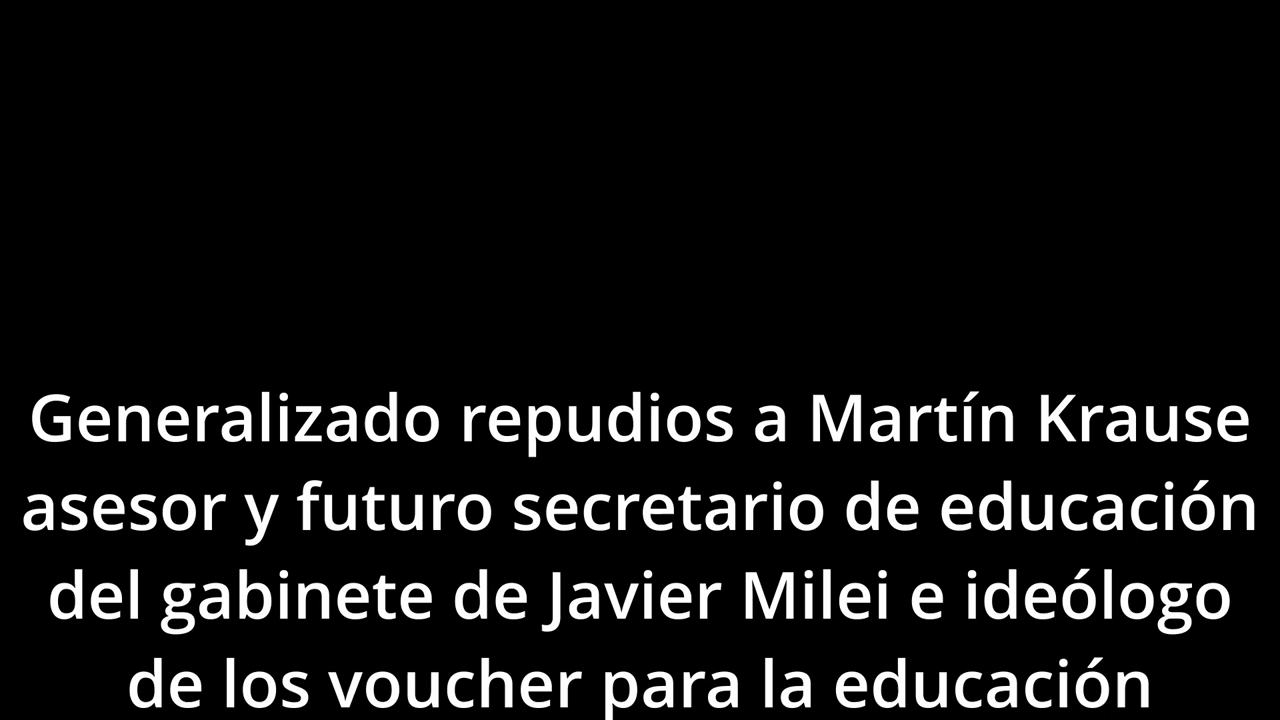 Generalizado repudios a Martín Krause
asesor y futuro secretario de educación
del gabinete de Javier Milei e ideólogo
de los voucher para la educación